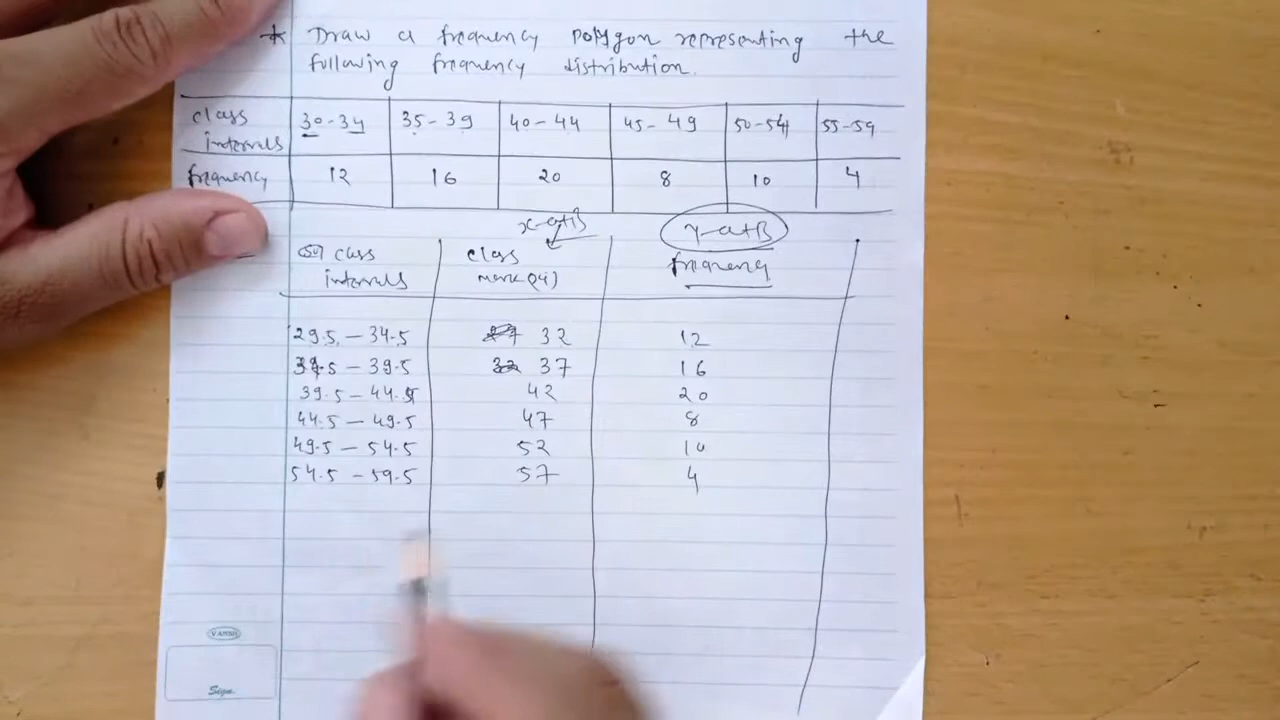 * Draw a frequency polygon representing the
following frequency distribution.
class intervals 30-34 35-39 40-44 45-49 50-54 55-59
frequency 12 16 20 8 10 4
class intervals class mark frequency
29.5 - 34.5 32 12
34.5 - 39.5 37 16
39.5 - 44.5 42 20
44.5 - 49.5 47 8
49.5 - 54.5 52 10
54.5 - 59.5 57 4
VANSH
Sign